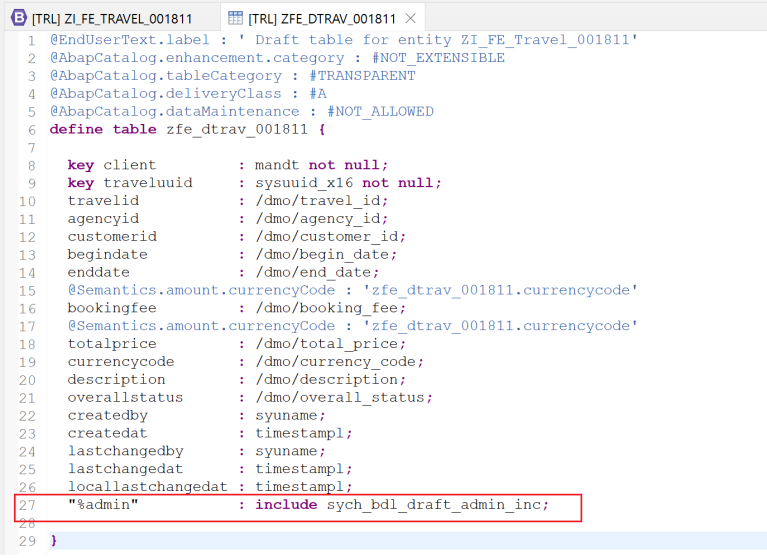 B [TRL] ZI_FE_TRAVEL_001811 [TRL] ZFE_DTRAV_001811
1 @EndUserText.label : ' Draft table for entity ZI_FE_Travel_001811'
2 @AbapCatalog.enhancement.category : #NOT_EXTENSIBLE
3 @AbapCatalog.tableCategory : #TRANSPARENT
4 @AbapCatalog.deliveryClass : #A
5 @AbapCatalog.dataMaintenance : #NOT_ALLOWED
6 define table zfe_dtrav_001811 {
7
8 key client : mandt not null;
9 key traveluuid : sysuuid_x16 not null;
10 travelid : /dmo/travel_id;
11 agencyid : /dmo/agency_id;
12 customerid : /dmo/customer_id;
13 begindate : /dmo/begin_date;
14 enddate : /dmo/end_date;
15 @Semantics.amount.currencyCode : 'zfe_dtrav_001811.currencycode'
16 bookingfee : /dmo/booking_fee;
17 @Semantics.amount.currencyCode : 'zfe_dtrav_001811.currencycode'
18 totalprice : /dmo/total_price;
19 currencycode : /dmo/currency_code;
20 description : /dmo/description;
21 overallstatus : /dmo/overall_status;
22 createdby : syuname;
23 createdat : timestampl;
24 lastchangedby : syuname;
25 lastchangedat : timestampl;
26 locallastchangedat : timestampl;
27 "%admin" : include sych_bdl_draft_admin_inc;
28
29 }